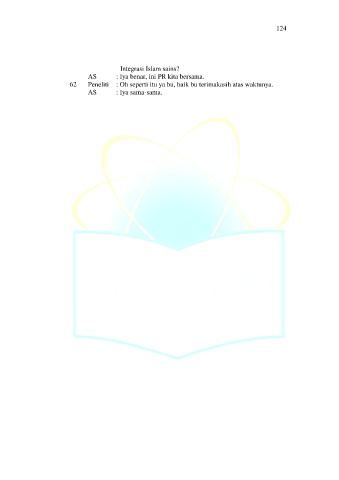 124
Integrasi Islam sains?
AS : Iya benar, ini PR kita bersama.
62 Peneliti : Oh seperti itu ya bu, baik bu terimakasih atas waktunya.
AS : Iya sama-sama.